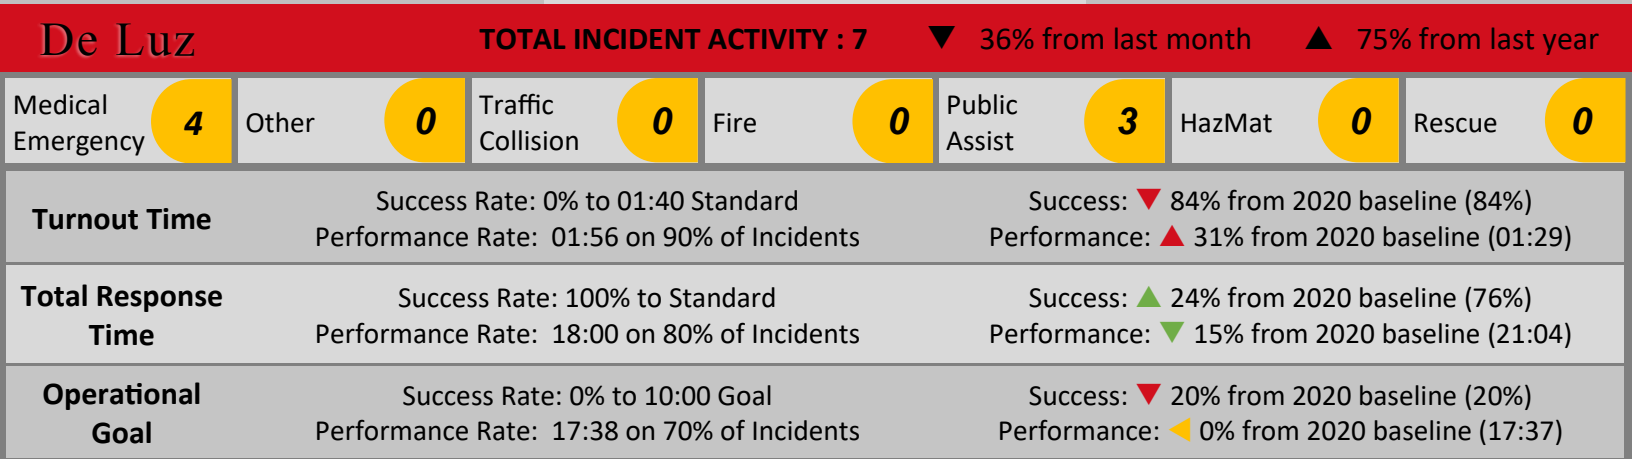 De Luz TOTAL INCIDENT ACTIVITY : 7 ▼ 36% from last month ▲ 75% from last year
Medical Emergency 4
Other 0
Traffic Collision 0
Fire 0
Public Assist 3
HazMat 0
Rescue 0
Turnout Time
Success Rate: 0% to 01:40 Standard
Performance Rate: 01:56 on 90% of Incidents
Success: ▼ 84% from 2020 baseline (84%)
Performance: ▲ 31% from 2020 baseline (01:29)
Total Response
Time
Success Rate: 100% to Standard
Performance Rate: 18:00 on 80% of Incidents
Success: ▲ 24% from 2020 baseline (76%)
Performance: ▼ 15% from 2020 baseline (21:04)
Operational
Goal
Success Rate: 0% to 10:00 Goal
Performance Rate: 17:38 on 70% of Incidents
Success: ▼ 20% from 2020 baseline (20%)
Performance: ◀ 0% from 2020 baseline (17:37)